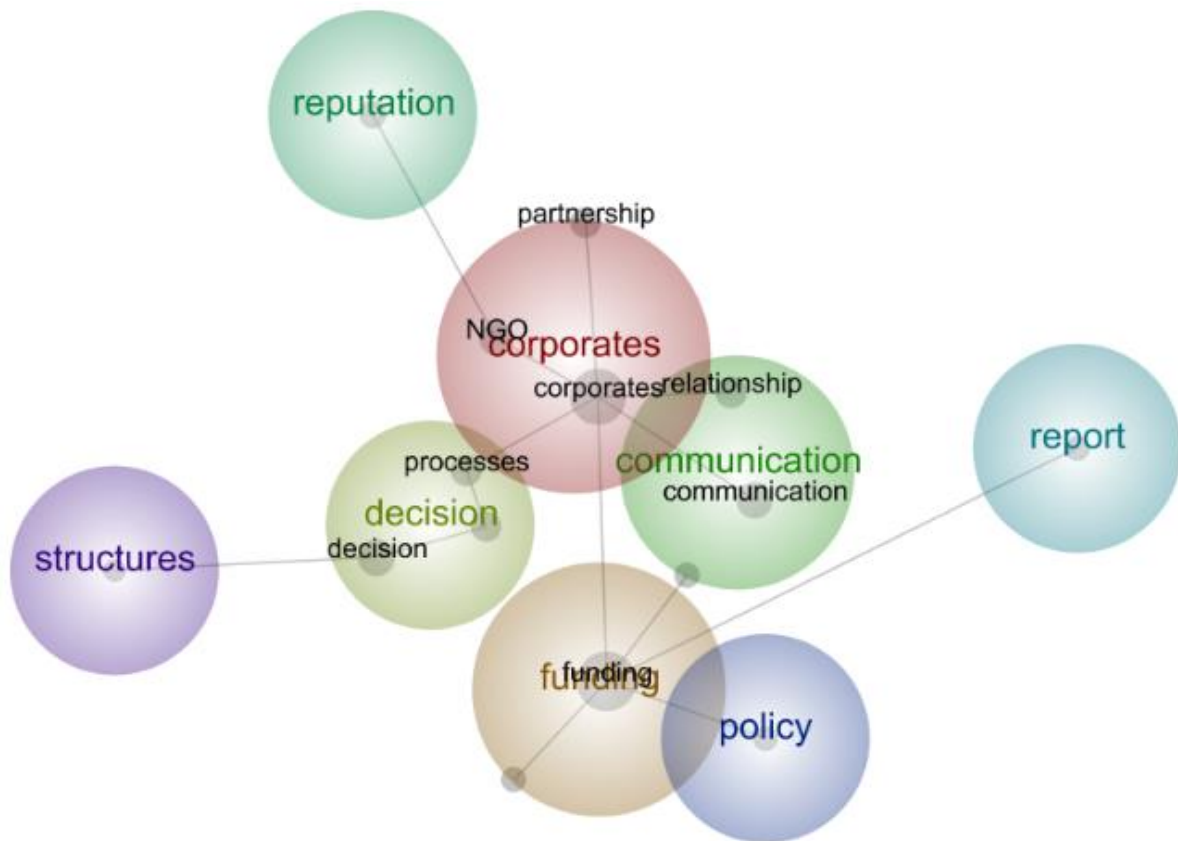 reputation
partnership
NGO
corporates
corporates
relationship
report
processes
communication
communication
decision
decision
structures
funding
funding
policy